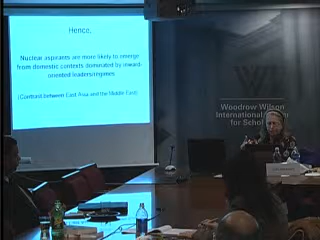 Hence,
Nuclear aspirants are more likely to emerge
from domestic contexts dominated by inward-
oriented leaders/regimes
(Contrast between East Asia and the Middle East)
Woodrow Wilson
International
for Schol